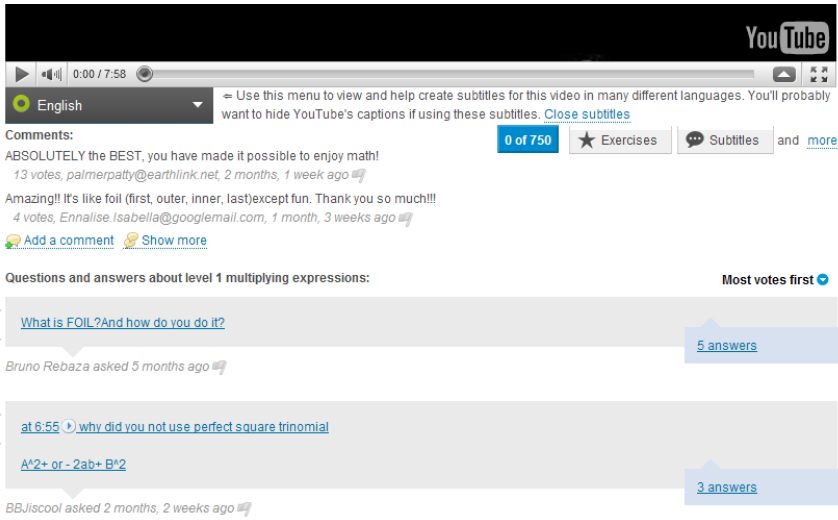 YouTube
0:00 / 7:58
English
⇐ Use this menu to view and help create subtitles for this video in many different languages. You'll probably
want to hide YouTube's captions if using these subtitles. Close subtitles
Comments:
0 of 750 Exercises Subtitles and more
ABSOLUTELY the BEST, you have made it possible to enjoy math!
13 votes, palmerpatty@earthlink.net, 2 months, 1 week ago
Amazing!! It's like foil (first, outer, inner, last)except fun. Thank you so much!!!
4 votes, Ennalise.Isabella@googlemail.com, 1 month, 3 weeks ago
Add a comment Show more
Questions and answers about level 1 multiplying expressions:
Most votes first
What is FOIL?And how do you do it?
5 answers
Bruno Rebaza asked 5 months ago
at 6:55 why did you not use perfect square trinomial
A^2+ or - 2ab+ B^2
3 answers
BBJiscool asked 2 months, 2 weeks ago